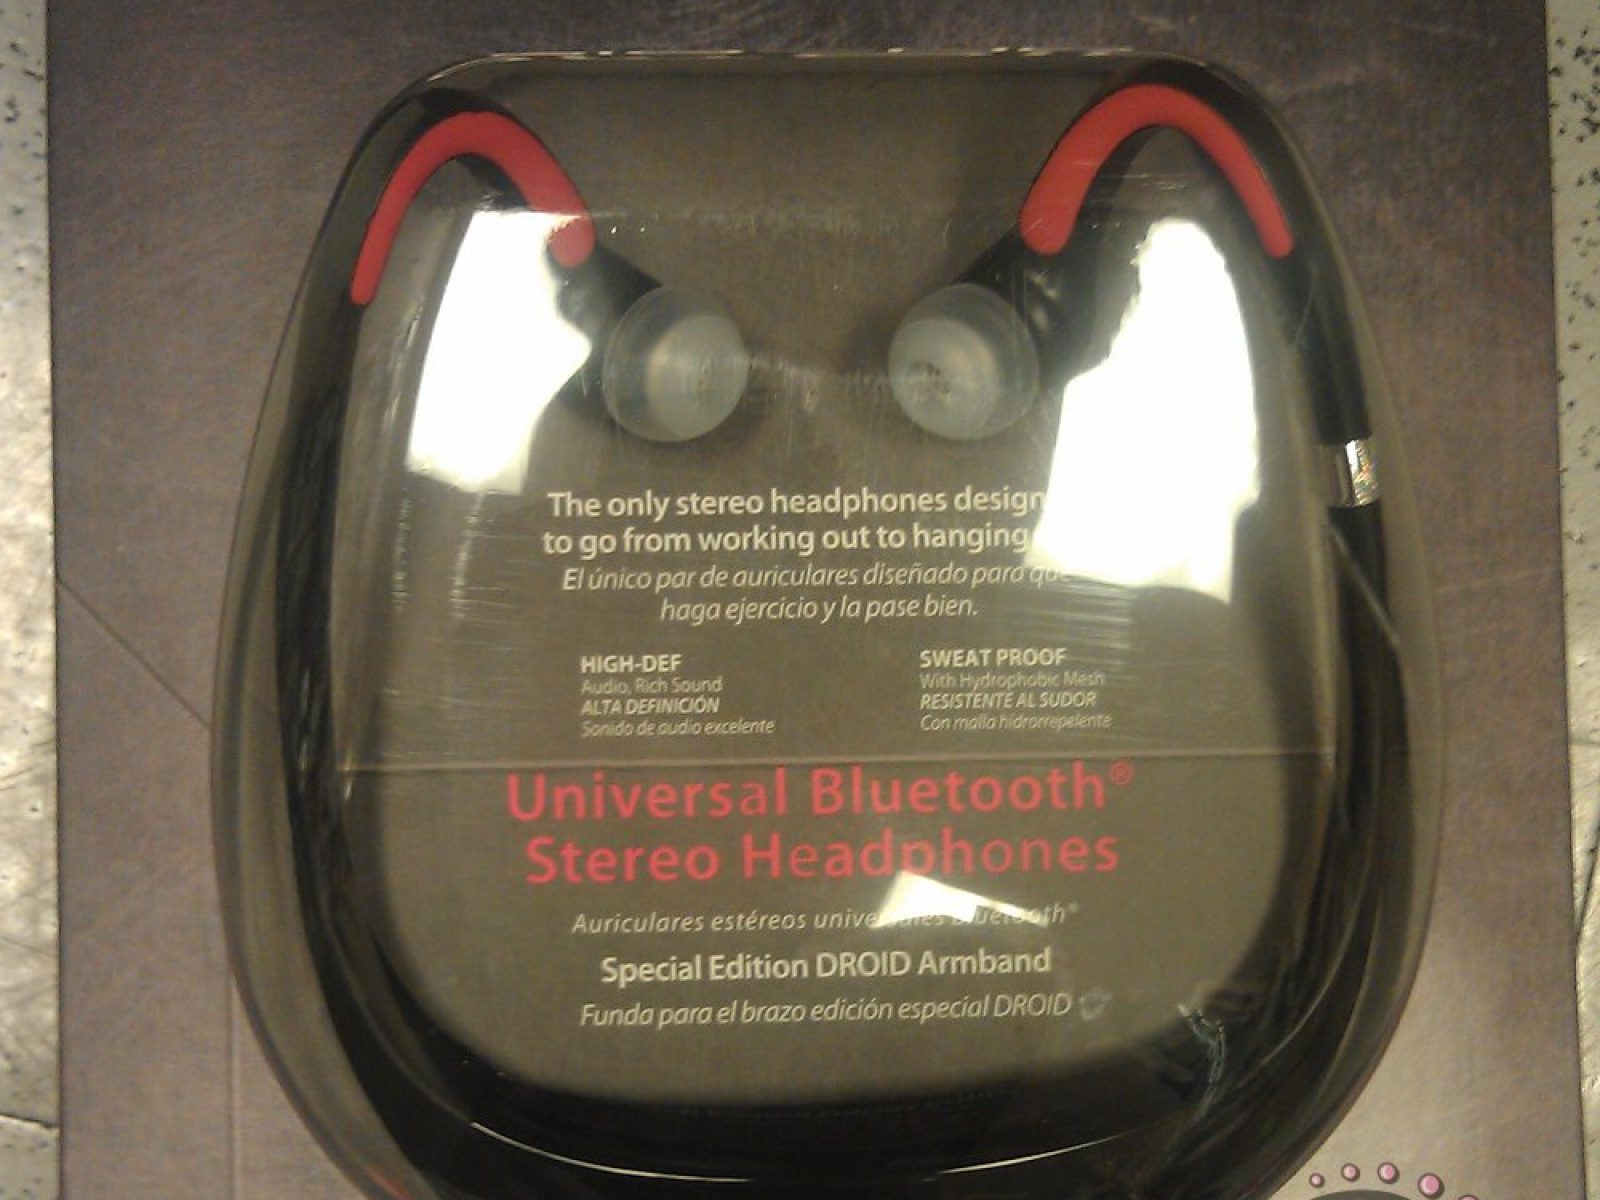 The only stereo headphones design
to go from working out to hanging
El único par de auriculares diseñado para que
haga ejercicio y la pase bien.
HIGH-DEF
Audio, Rich Sound
ALTA DEFINICIÓN
Sonido de audio excelente
SWEAT PROOF
With Hydrophobic Mesh
RESISTENTE AL SUDOR
Con malla hidrorrepelente
Universal Bluetooth®
Stereo Headphones
Auriculares estéreos universales Bluetooth®
Special Edition DROID Armband
Funda para el brazo edición especial DROID